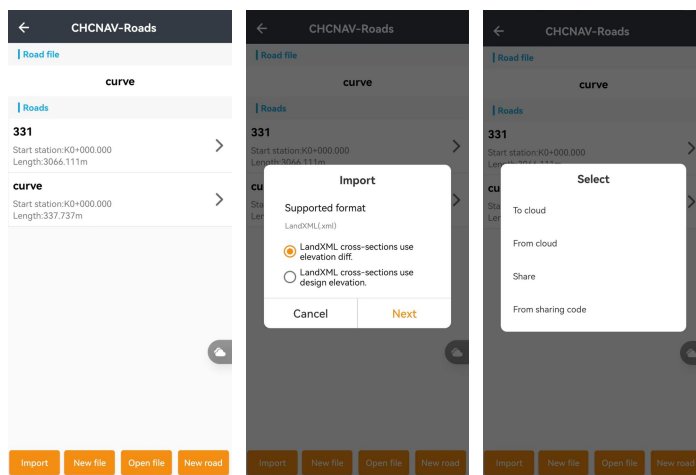 CHCNAV-Roads
Road file
curve
Roads
331
Start station:K0+000.000
Length:3066.111m
curve
Start station:K0+000.000
Length:337.737m
Import
New file
Open file
New road
CHCNAV-Roads
Road file
curve
Roads
331
Start station:K0+000.000
Length:3066.111m
Import
Supported format
LandXML(.xml)
LandXML cross-sections use
elevation diff.
LandXML cross-sections use
design elevation.
Cancel
Next
Import
New file
Open file
New road
CHCNAV-Roads
Road file
curve
Roads
331
Start station:K0+000.000
Select
To cloud
From cloud
Share
From sharing code
Import
New file
Open file
New road